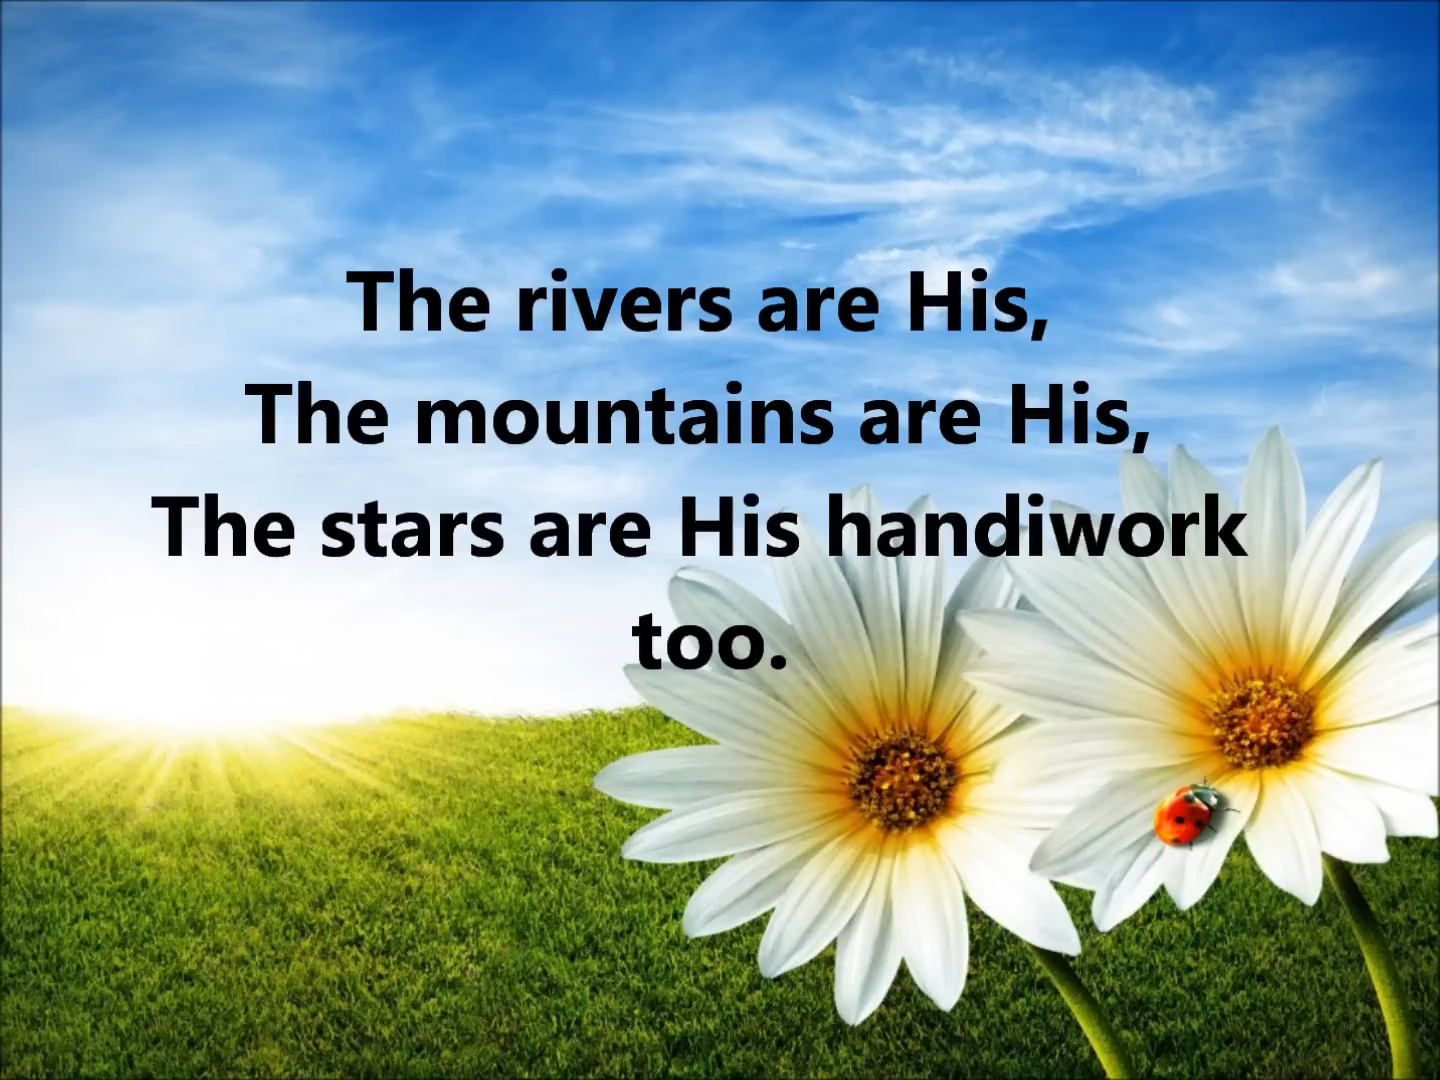 The rivers are His,
The mountains are His,
The stars are His handiwork
too.